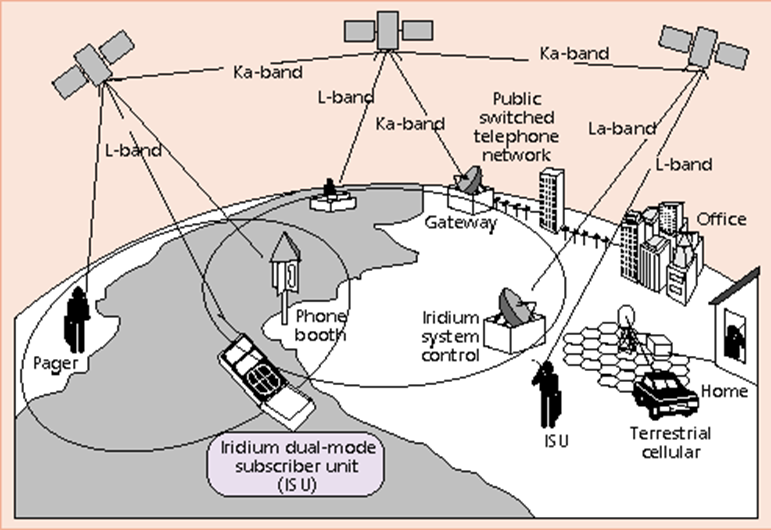 Ka-band
Ka-band
L-band
Ka-band
Public
switched
telephone
network
La-band
L-band
L-band
Gateway
Office
Phone
booth
Iridium
system
control
Pager
Home
ISU
Terrestrial
cellular
Iridium dual-mode
subscriber unit
(ISU)